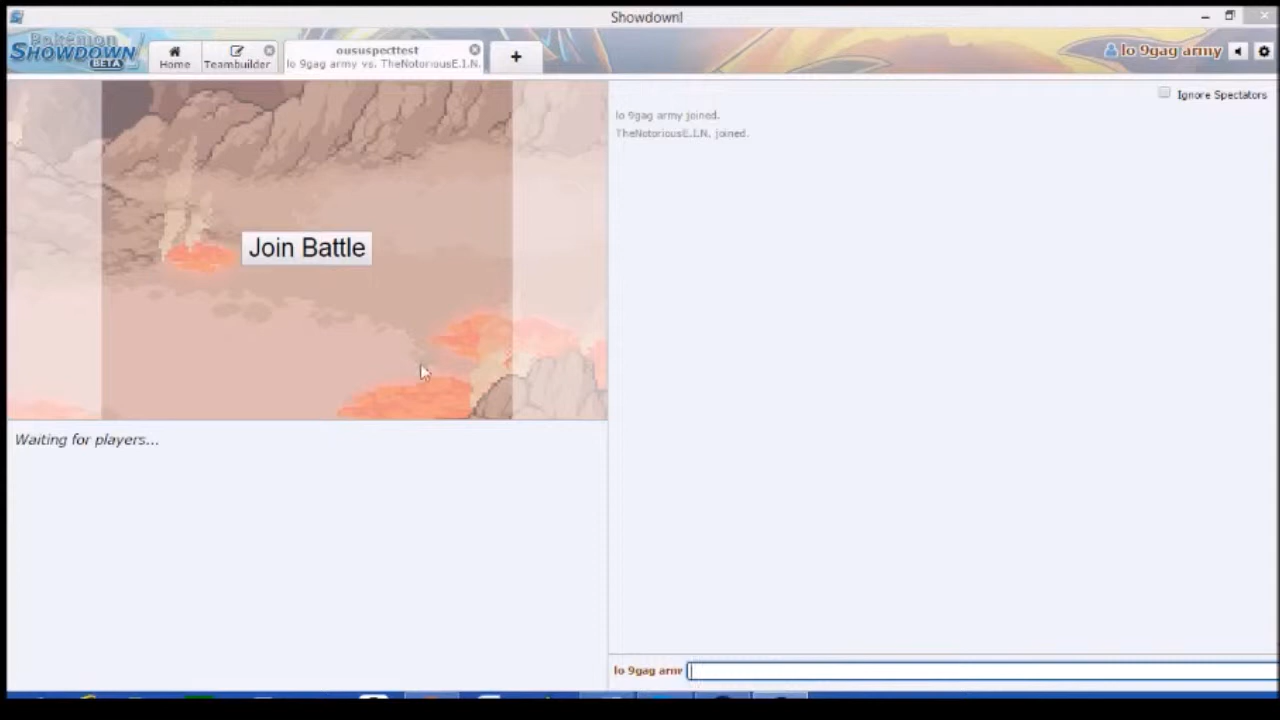 Showdown!
Pokémon
SHOWDOWN
BETA
Home
Teambuilder
oususpecttest
lo 9gag army vs. TheNotoriousE.I.N.
+
lo 9gag army
Ignore Spectators
lo 9gag army joined.
TheNotoriousE.I.N. joined.
Join Battle
Waiting for players...
lo 9gag army